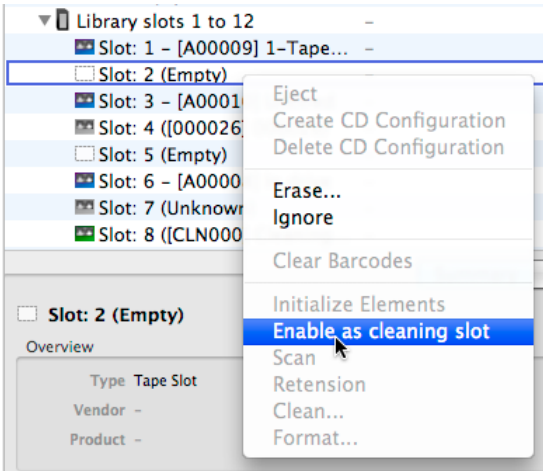 Library slots 1 to 12 –
Slot: 1 – [A00009] 1-Tape... –
Slot: 2 (Empty)
Slot: 3 – [A0001
Slot: 4 ([000026]
Slot: 5 (Empty)
Slot: 6 – [A0000
Slot: 7 (Unknown
Slot: 8 ([CLN000
Eject
Create CD Configuration
Delete CD Configuration
Erase...
Ignore
Clear Barcodes
Initialize Elements
Enable as cleaning slot
Scan
Retension
Clean...
Format...
Slot: 2 (Empty)
Overview
Type Tape Slot
Vendor –
Product –